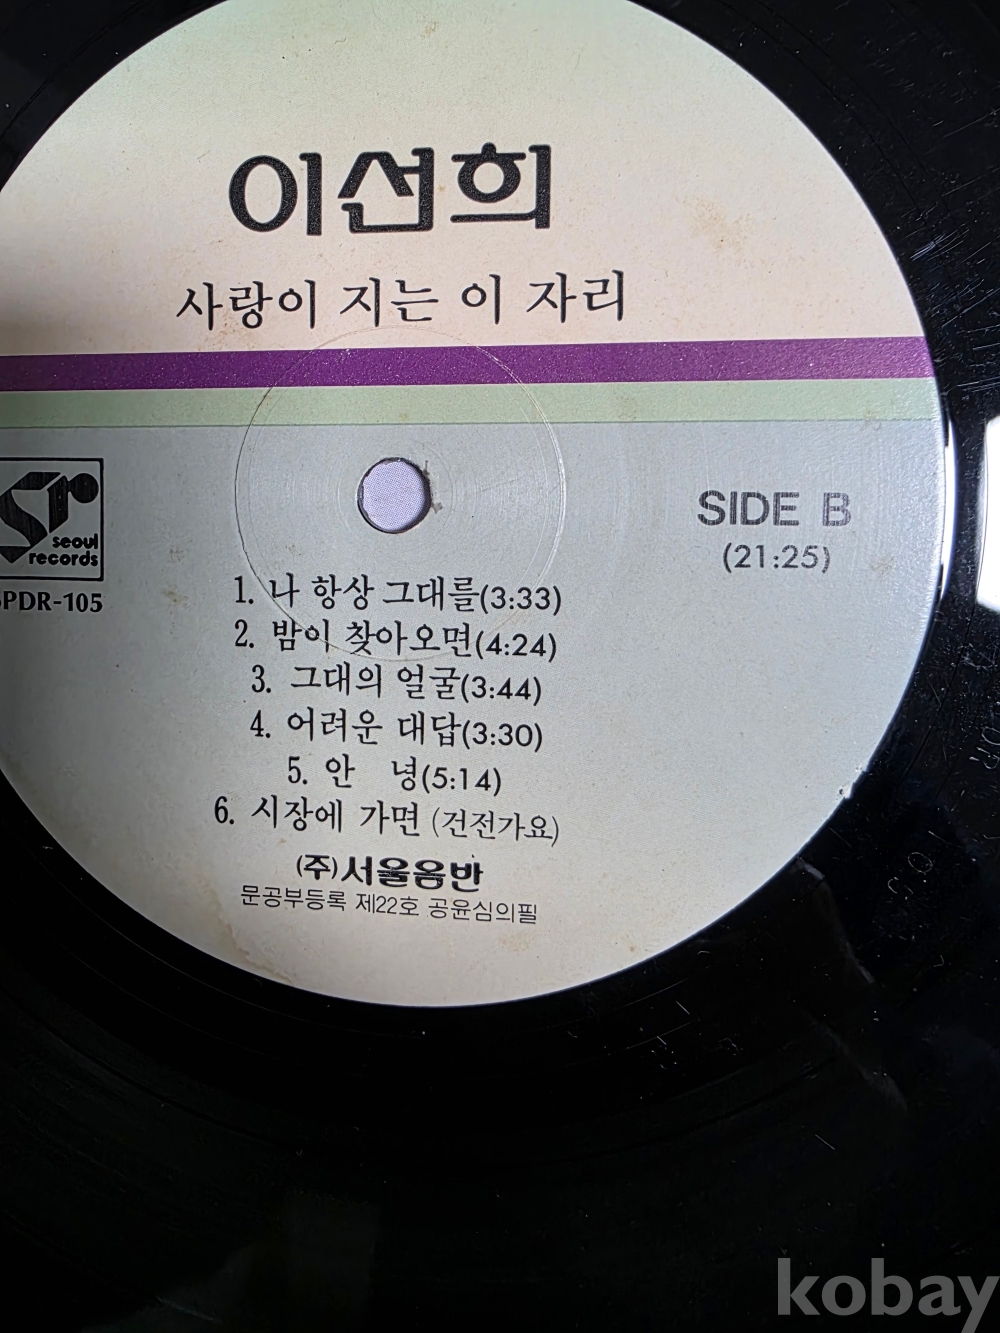 이선희
사랑이 지는 이 자리
SIDE B
(21:25)
sr
seoul
records
SPDR-105
1. 나 항상 그대를(3:33)
2. 밤이 찾아오면(4:24)
3. 그대의 얼굴(3:44)
4. 어려운 대답(3:30)
5. 안 녕(5:14)
6. 시장에 가면 (건전가요)
(주)서울음반
문공부등록 제22호 공윤심의필
kobay